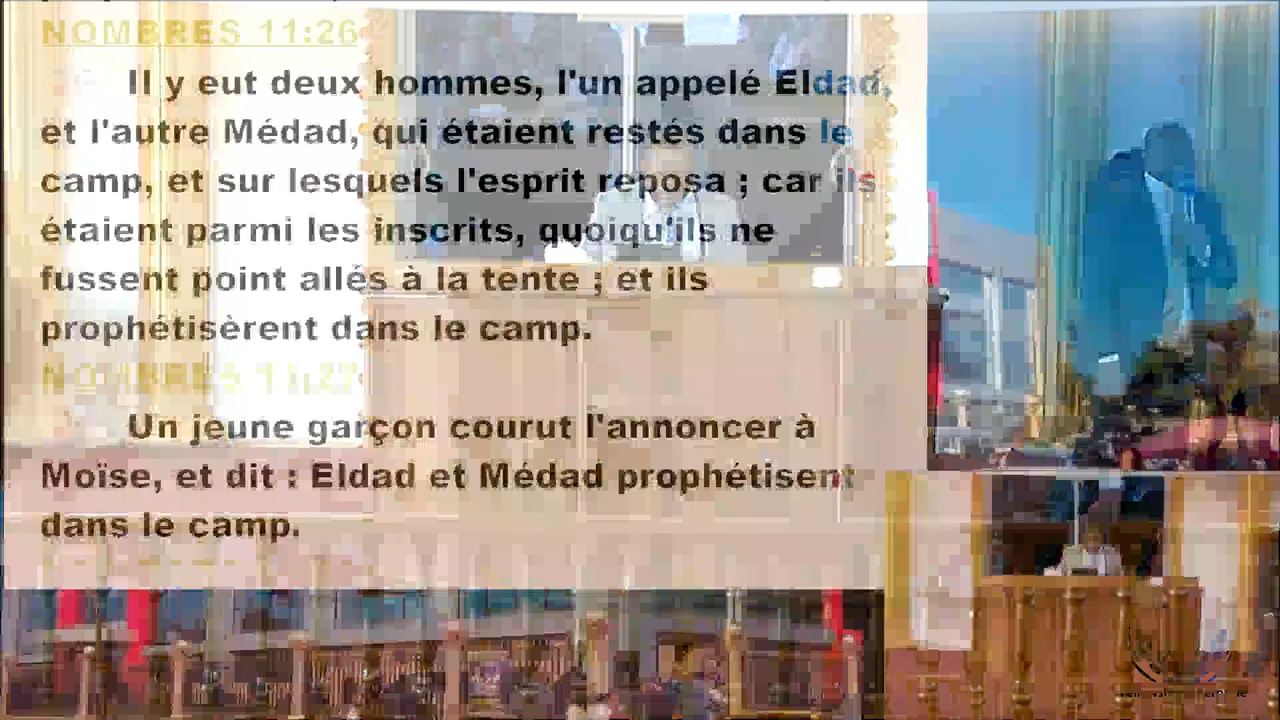 NOMBRES 11:26
Il y eut deux hommes, l'un appelé Eldad,
et l'autre Médad, qui étaient restés dans le
camp, et sur lesquels l'esprit reposa ; car ils
étaient parmi les inscrits, quoiqu'ils ne
fussent point allés à la tente ; et ils
prophétisèrent dans le camp.
NOMBRES 11:27
Un jeune garçon courut l'annoncer à
Moïse, et dit : Eldad et Médad prophétisent
dans le camp.